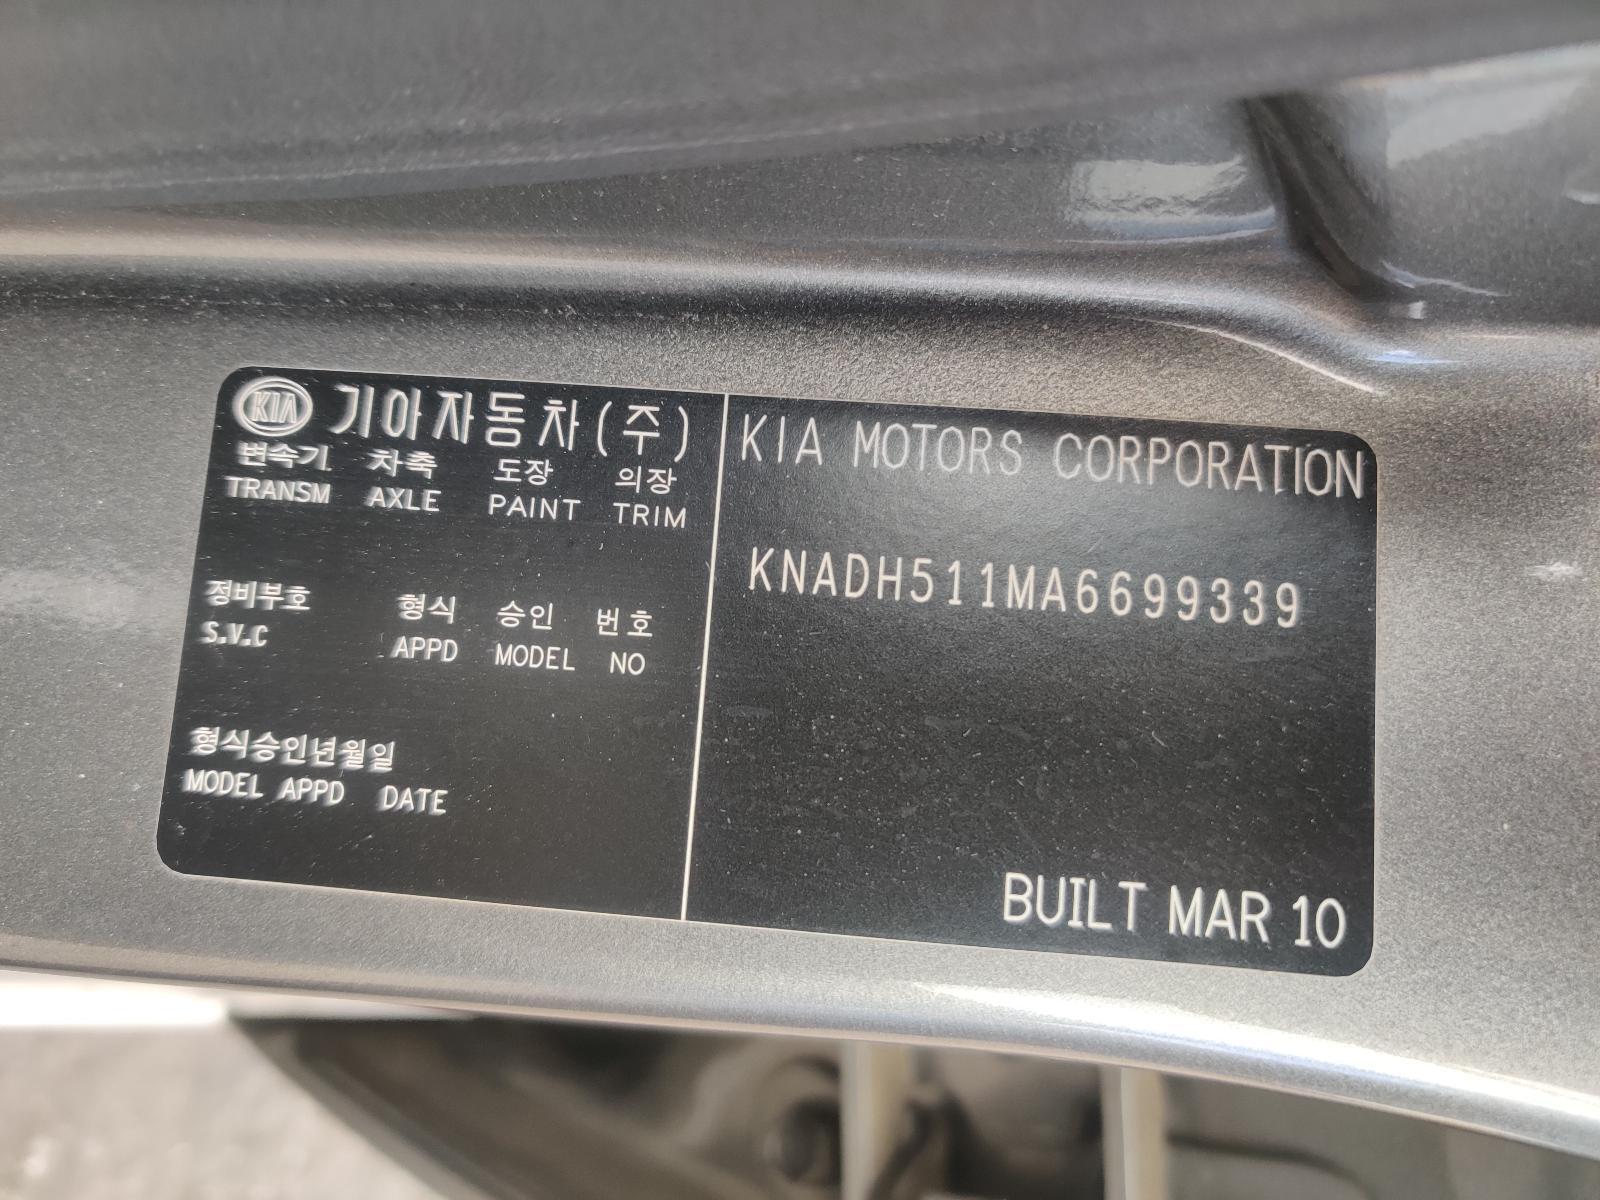 KIA 기아자동차(주)
변속기 차축 도장 의장
TRANSM AXLE PAINT TRIM
정비부호 형식 승인 번호
S.V.C APPD MODEL NO
형식승인년월일
MODEL APPD DATE
KIA MOTORS CORPORATION
KNADH511MA6699339
BUILT MAR 10